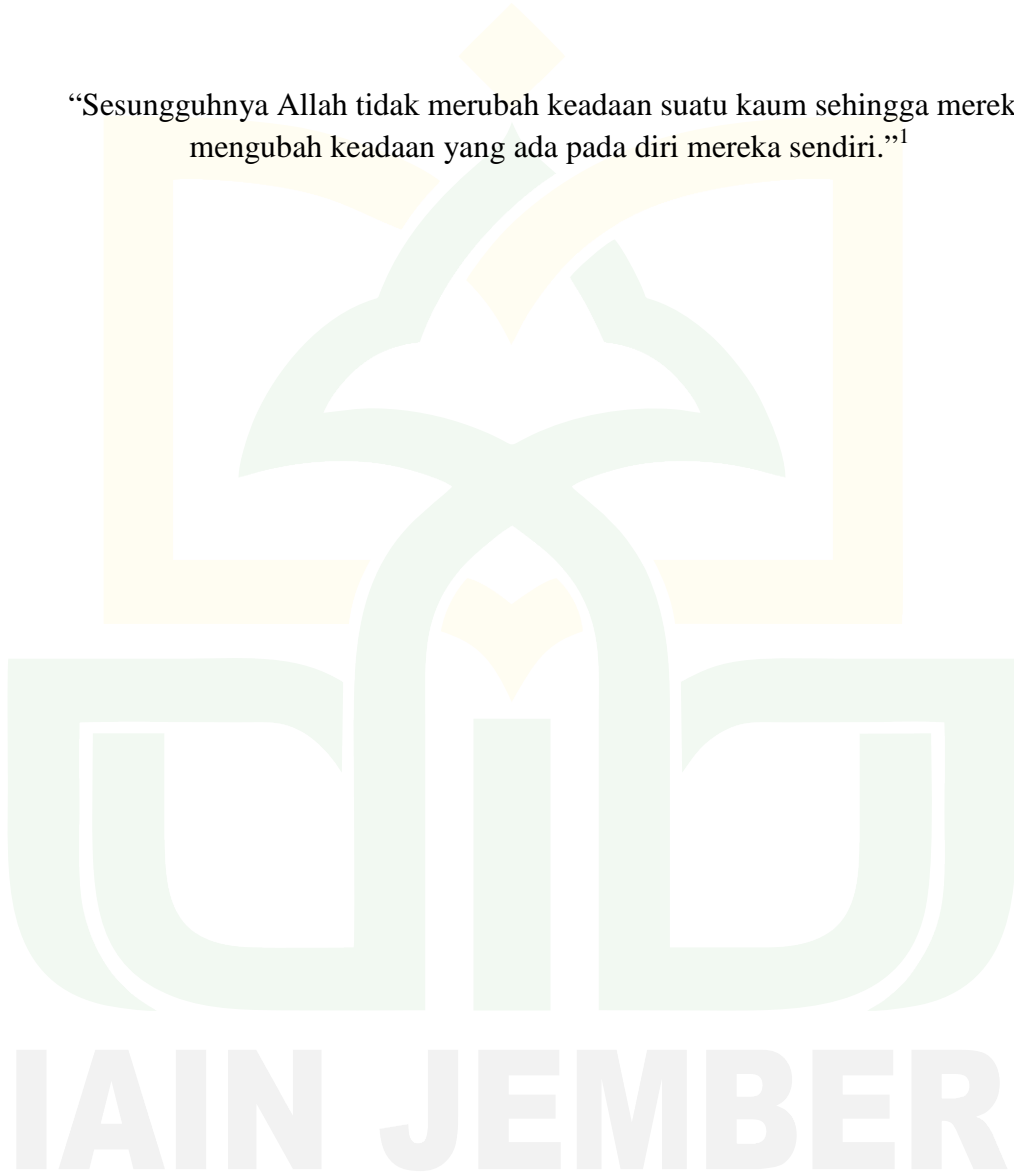 “Sesungguhnya Allah tidak merubah keadaan suatu kaum sehingga merek
mengubah keadaan yang ada pada diri mereka sendiri.”1
IAIN JEMBER